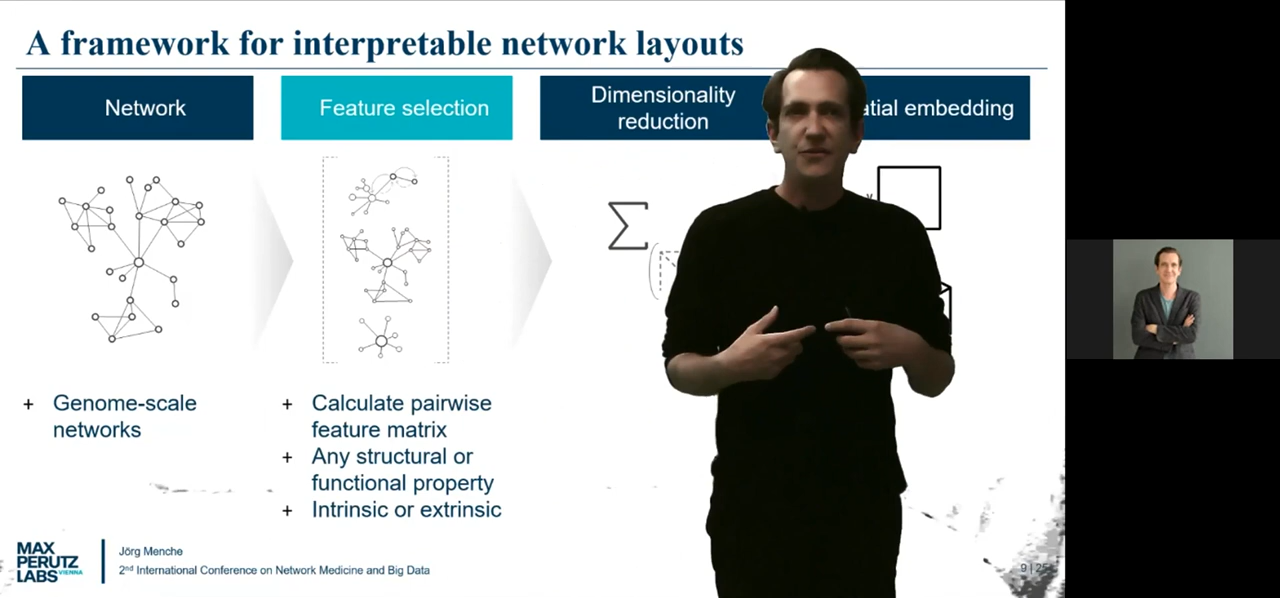 A framework for interpretable network layouts
Network
Feature selection
Dimensionality
reduction
atial embedding
+ Genome-scale
networks
+ Calculate pairwise
feature matrix
+ Any structural or
functional property
+ Intrinsic or extrinsic
Σ
y
MAX
PERUTZ
LABS VIENNA
Jörg Menche
2nd International Conference on Network Medicine and Big Data
9 | 25